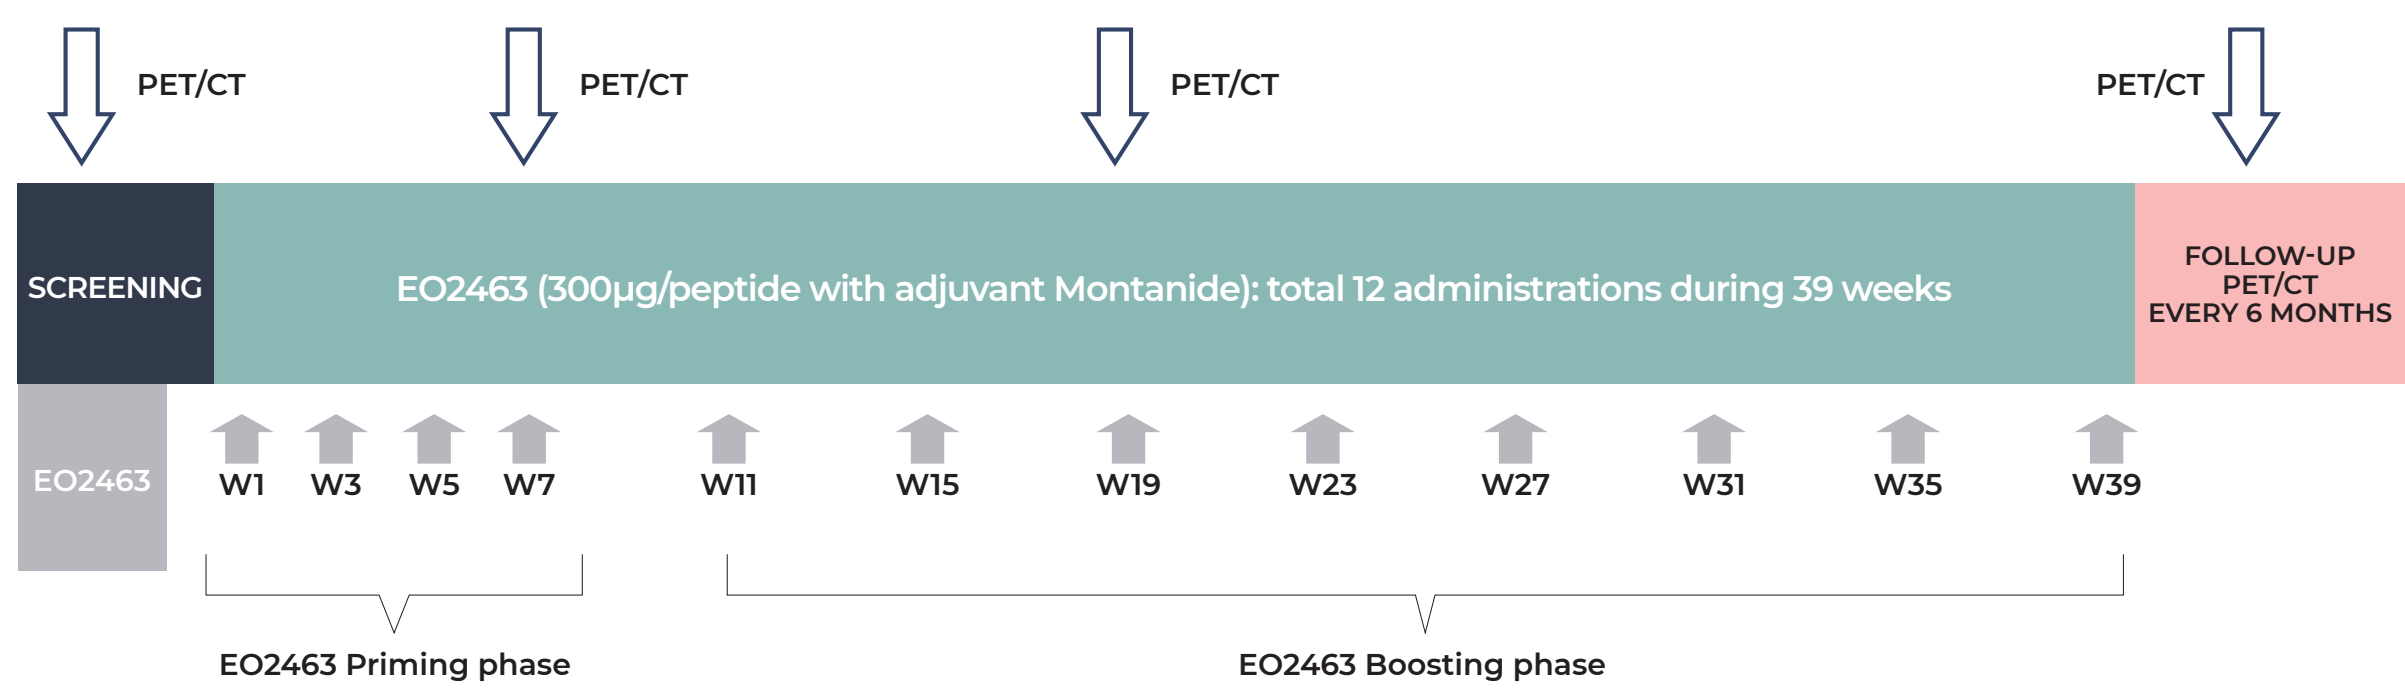 PET/CT
PET/CT
PET/CT
PET/CT
SCREENING
EO2463 (300µg/peptide with adjuvant Montanide): total 12 administrations during 39 weeks
FOLLOW-UP
PET/CT
EVERY 6 MONTHS
EO2463
W1
W3
W5
W7
W11
W15
W19
W23
W27
W31
W35
W39
EO2463 Priming phase
EO2463 Boosting phase